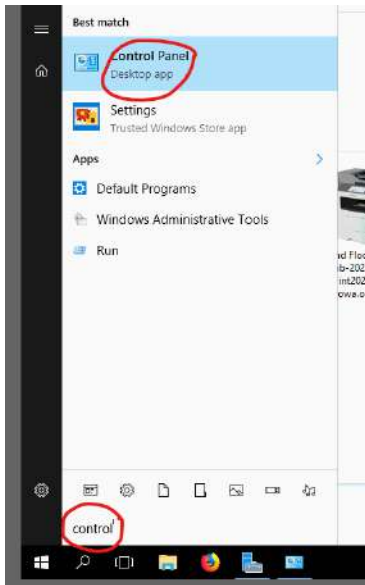 Best match
Control Panel
Desktop app
Settings
Trusted Windows Store app
Apps
Default Programs
Windows Administrative Tools
Run
control